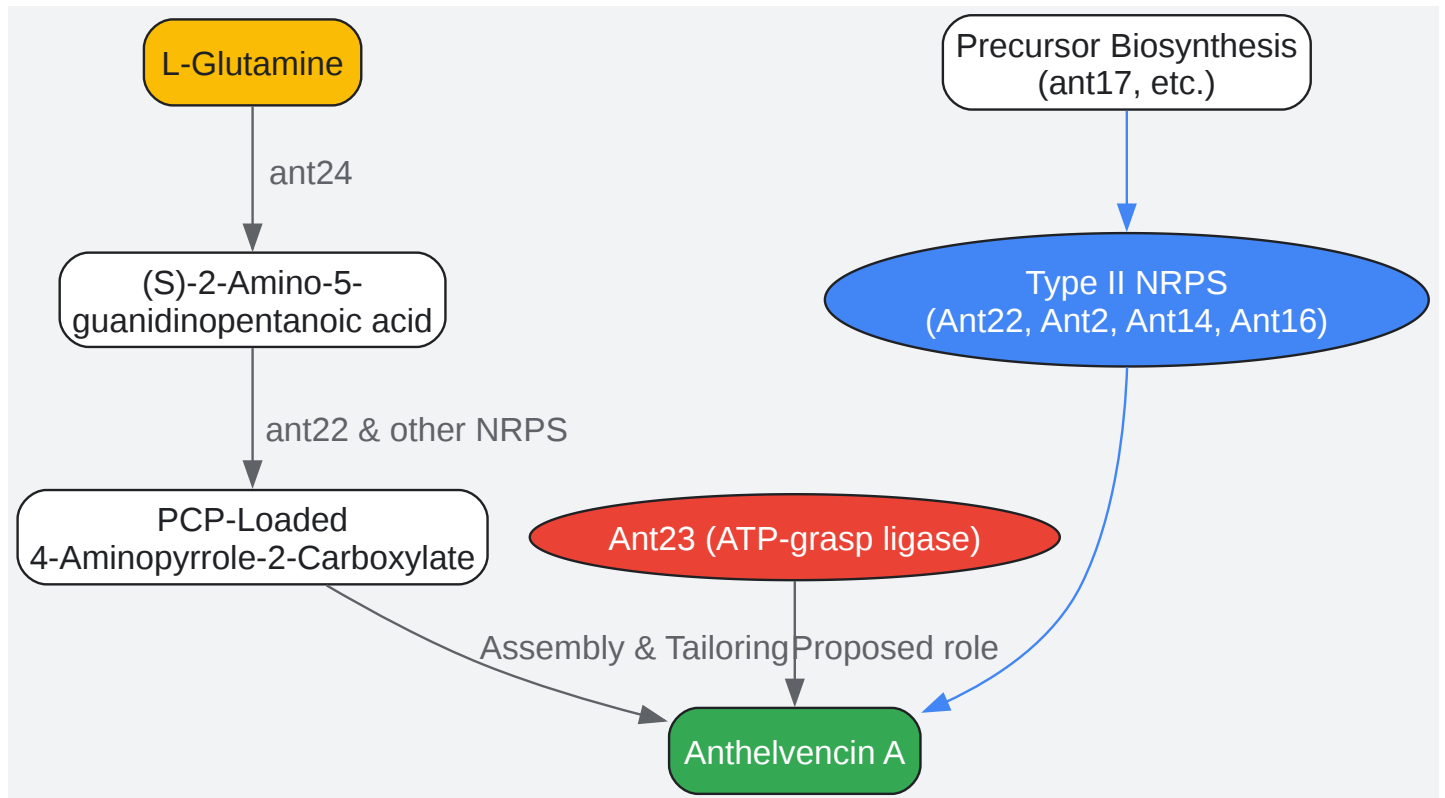 L-Glutamine
Precursor Biosynthesis
(ant17, etc.)
ant24
(S)-2-Amino-5-
guanidinopentanoic acid
Type II NRPS
(Ant22, Ant2, Ant14, Ant16)
ant22 & other NRPS
PCP-Loaded
4-Aminopyrrole-2-Carboxylate
Ant23 (ATP-grasp ligase)
Assembly & Tailoring
Proposed role
Anthelvencin A